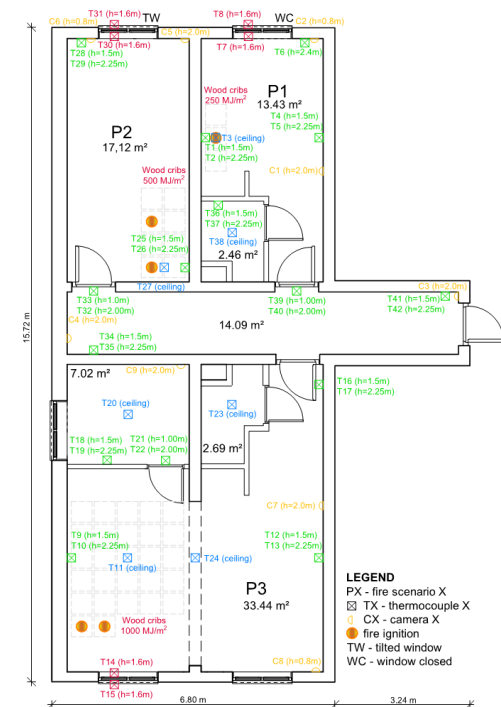 T31 (h=1.6m)
T8 (h=1.6m)
C6 (h=0.8m)
TW
WC
C2 (h=0.8m)
C5 (h=2.0m)
T30 (h=1.6m)
T7 (h=1.6m)
T28 (h=1.5m)
T29 (h=2.25m)
T6 (h=2.4m)
P1
13.43 m²
Wood cribs
250 MJ/m²
T4 (h=1.5m)
T5 (h=2.25m)
P2
17,12 m²
T3 (ceiling)
T1 (h=1.5m)
T2 (h=2.25m)
Wood cribs
500 MJ/m²
C1 (h=2.0m)
T36 (h=1.5m)
T37 (h=2.25m)
T38 (ceiling)
T25 (h=1.5m)
T26 (h=2.25m)
2.46 m²
T27 (ceiling)
T33 (h=1.0m)
T32 (h=2.00m)
T39 (h=1.00m)
T40 (h=2.00m)
C3 (h=2.0m)
T41 (h=1.5m)
T42 (h=2.25m)
C4 (h=2.0m)
14.09 m²
T34 (h=1.5m)
T35 (h=2.25m)
15,72 m
7.02 m²
C9 (h=2.0m)
T16 (h=1.5m)
T17 (h=2.25m)
T20 (ceiling)
T23 (ceiling)
T18 (h=1.5m)
T19 (h=2.25m)
T21 (h=1.00m)
T22 (h=2.00m)
2.69 m²
C7 (h=2.0m)
T9 (h=1.5m)
T10 (h=2.25m)
T11 (ceiling)
T24 (ceiling)
T12 (h=1.5m)
T13 (h=2.25m)
P3
33.44 m²
Wood cribs
1000 MJ/m²
T14 (h=1.6m)
T15 (h=1.6m)
C8 (h=0.8m)
LEGEND
PX - fire scenario X
TX - thermocouple X
CX - camera X
fire ignition
TW - tilted window
WC - window closed
6.80 m
3.24 m